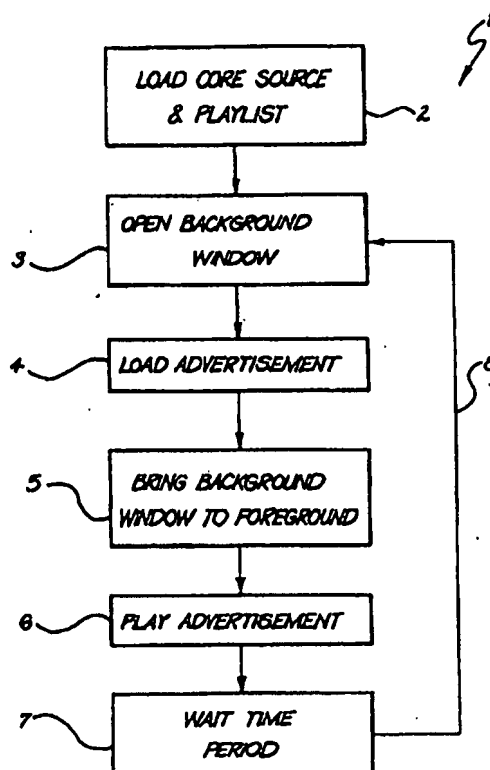 LOAD CORE SOURCE
& PLAYLIST
2
OPEN BACKGROUND
WINDOW
3
LOAD ADVERTISEMENT
4
BRING BACKGROUND
WINDOW TO FOREGROUND
5
PLAY ADVERTISEMENT
6
WAIT TIME
PERIOD
7